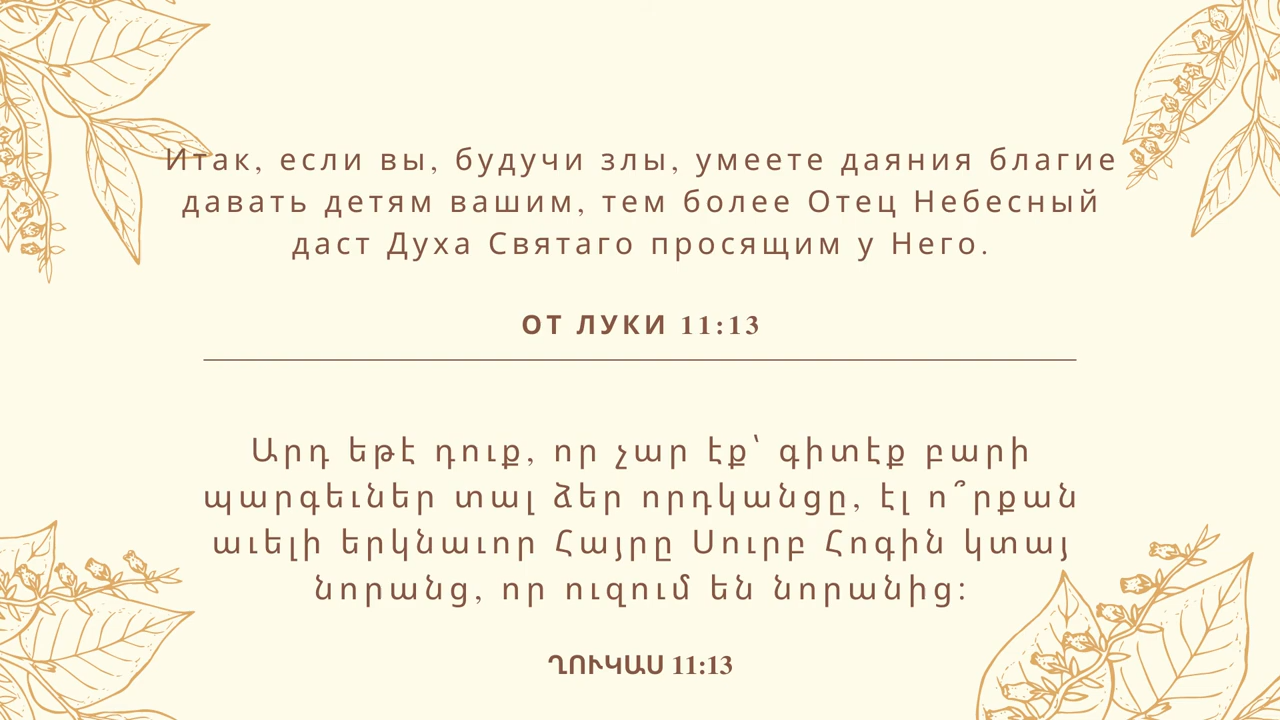 Итак, если вы, будучи злы, умеете даяния благие
давать детям вашим, тем более Отец Небесный
даст Духа Святаго просящим у Него.
ОТ ЛУКИ 11:13
Արդ եթէ դուք, որ չար էք՝ գիտէք բարի
պարգեւներ տալ ձեր որդկանցը, էլ ո՞րքան
աւելի երկնաւոր Հայրը Սուրբ Հոգին կտայ
նորանց, որ ուզում են նորանից:
ՂՈՒԿԱՍ 11:13